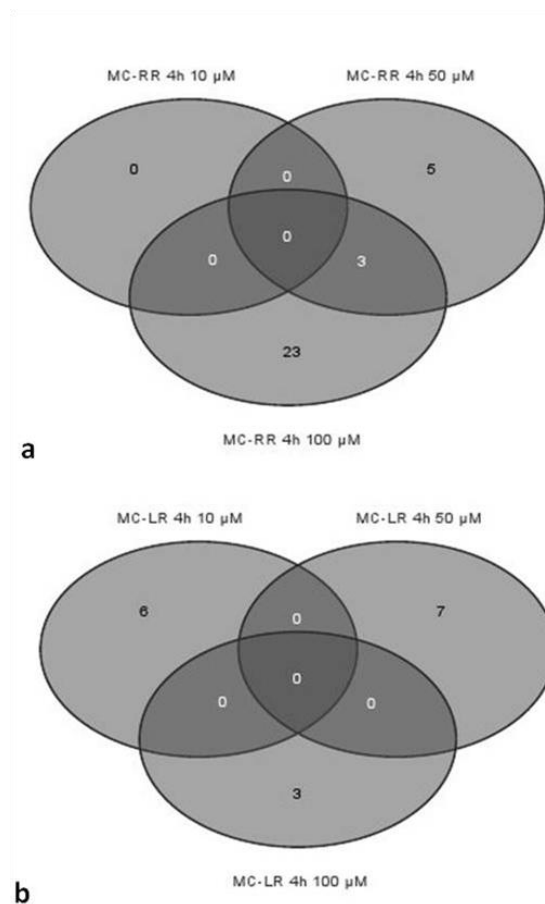 MC-RR 4h 10 µM MC-RR 4h 50 µM
0 0 5
0 0 3
23
MC-RR 4h 100 µM
a
MC-LR 4h 10 µM MC-LR 4h 50 µM
6 0 7
0 0 0
3
MC-LR 4h 100 µM
b